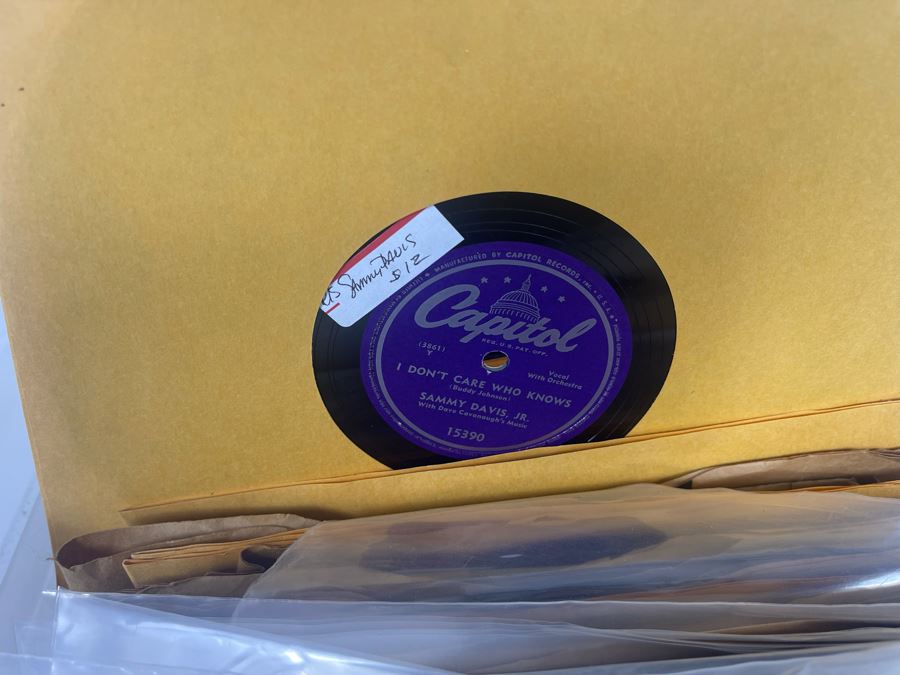 Sammy Davis
$12
MANUFACTURED BY CAPITOL RECORDS, INC. • U.S.A.
Capitol
REG. U.S. PAT. OFF.
(3861)
Y
Vocal
With Orchestra
I DON'T CARE WHO KNOWS
(Buddy Johnson)
SAMMY DAVIS, JR.
With Dave Cavanaugh's Music
15390